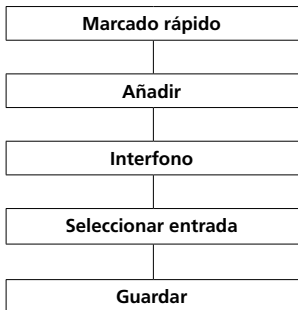 Marcado rápido
Añadir
Interfono
Seleccionar entrada
Guardar